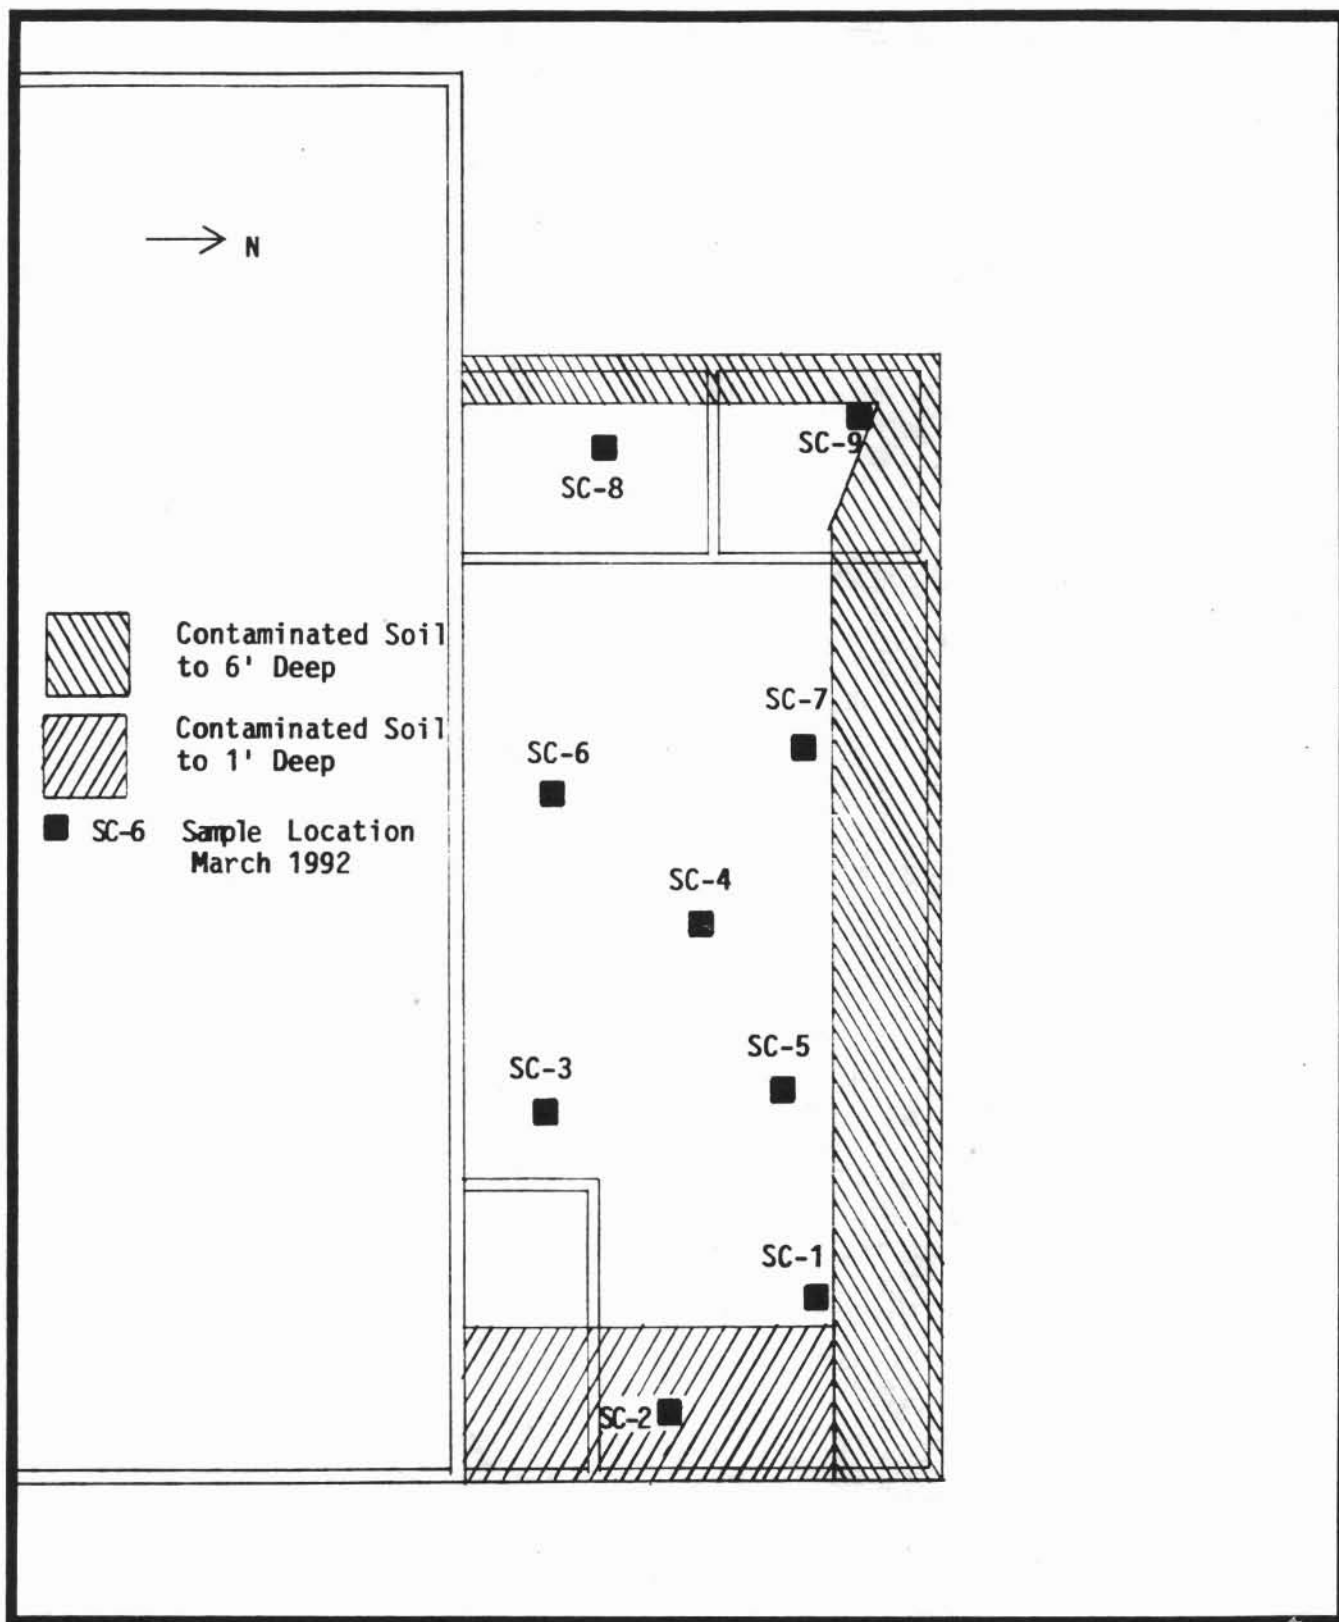 N
SC-9
SC-8
Contaminated Soil
to 6' Deep
SC-7
Contaminated Soil
to 1' Deep
SC-6
SC-6 Sample Location
March 1992
SC-4
SC-5
SC-3
SC-1
SC-2